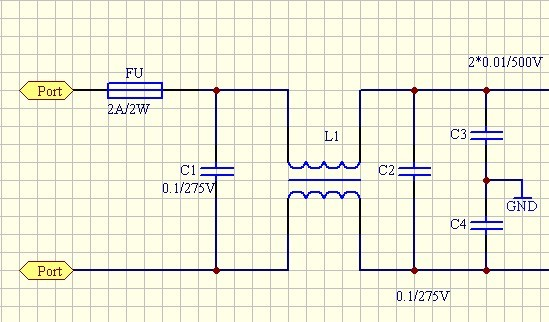 2*0.01/500V
FU
Port
2A/2W
L1
C3
C1
C2
0.1/275V
GND
C4
Port
0.1/275V